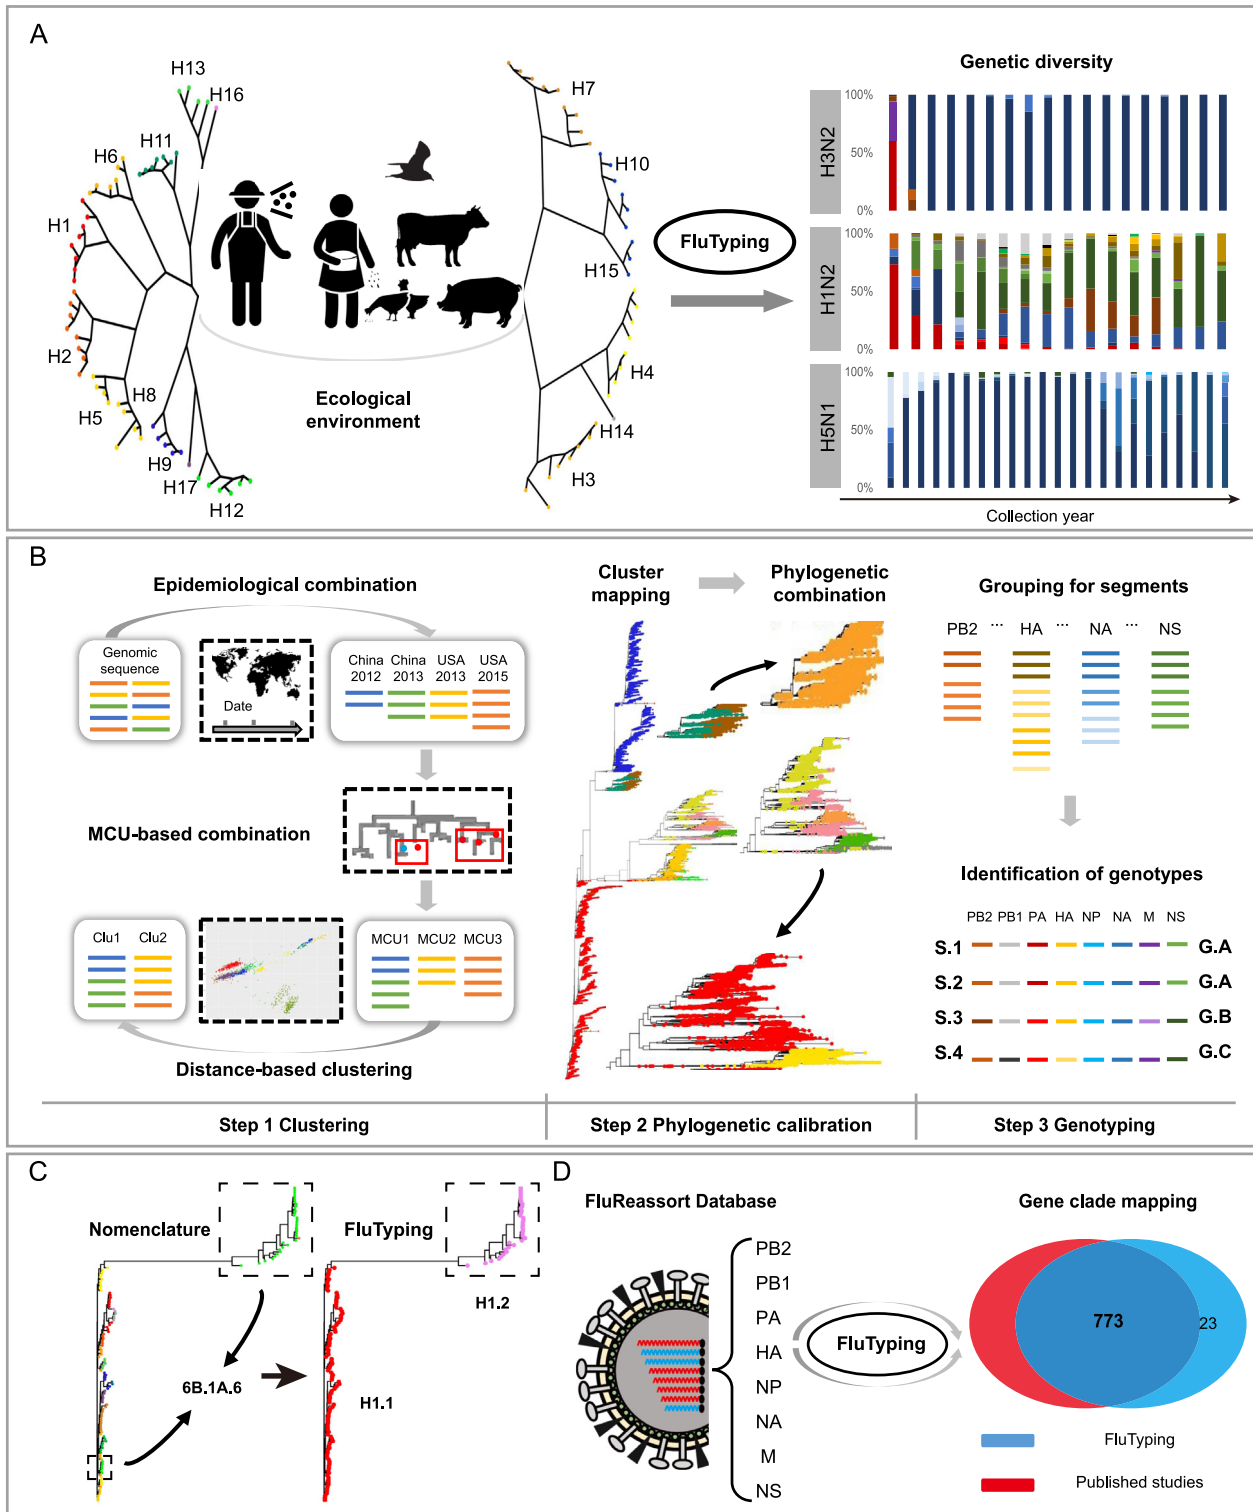 A
H13
H16
H11
H6
H1
H2
H8
H5
H9
H17
H12
Ecological
environment
H7
H10
H15
H4
H14
H3
FluTyping
Genetic diversity
H3N2
100%
50%
0%
H1N2
100%
50%
0%
H5N1
100%
50%
0%
Collection year
B
Epidemiological combination
Genomic
sequence
Date
China China USA USA
2012 2013 2013 2015
MCU-based combination
Clu1 Clu2
MCU1 MCU2 MCU3
Distance-based clustering
Step 1 Clustering
Cluster
mapping
Phylogenetic
combination
Step 2 Phylogenetic calibration
Grouping for segments
PB2 ... HA ... NA ... NS
Identification of genotypes
PB2 PB1 PA HA NP NA M NS
S.1 G.A
S.2 G.A
S.3 G.B
S.4 G.C
Step 3 Genotyping
C
Nomenclature
FluTyping
H1.2
6B.1A.6
H1.1
D
FluReassort Database
PB2
PB1
PA
HA
NP
NA
M
NS
FluTyping
Gene clade mapping
773
23
FluTyping
Published studies